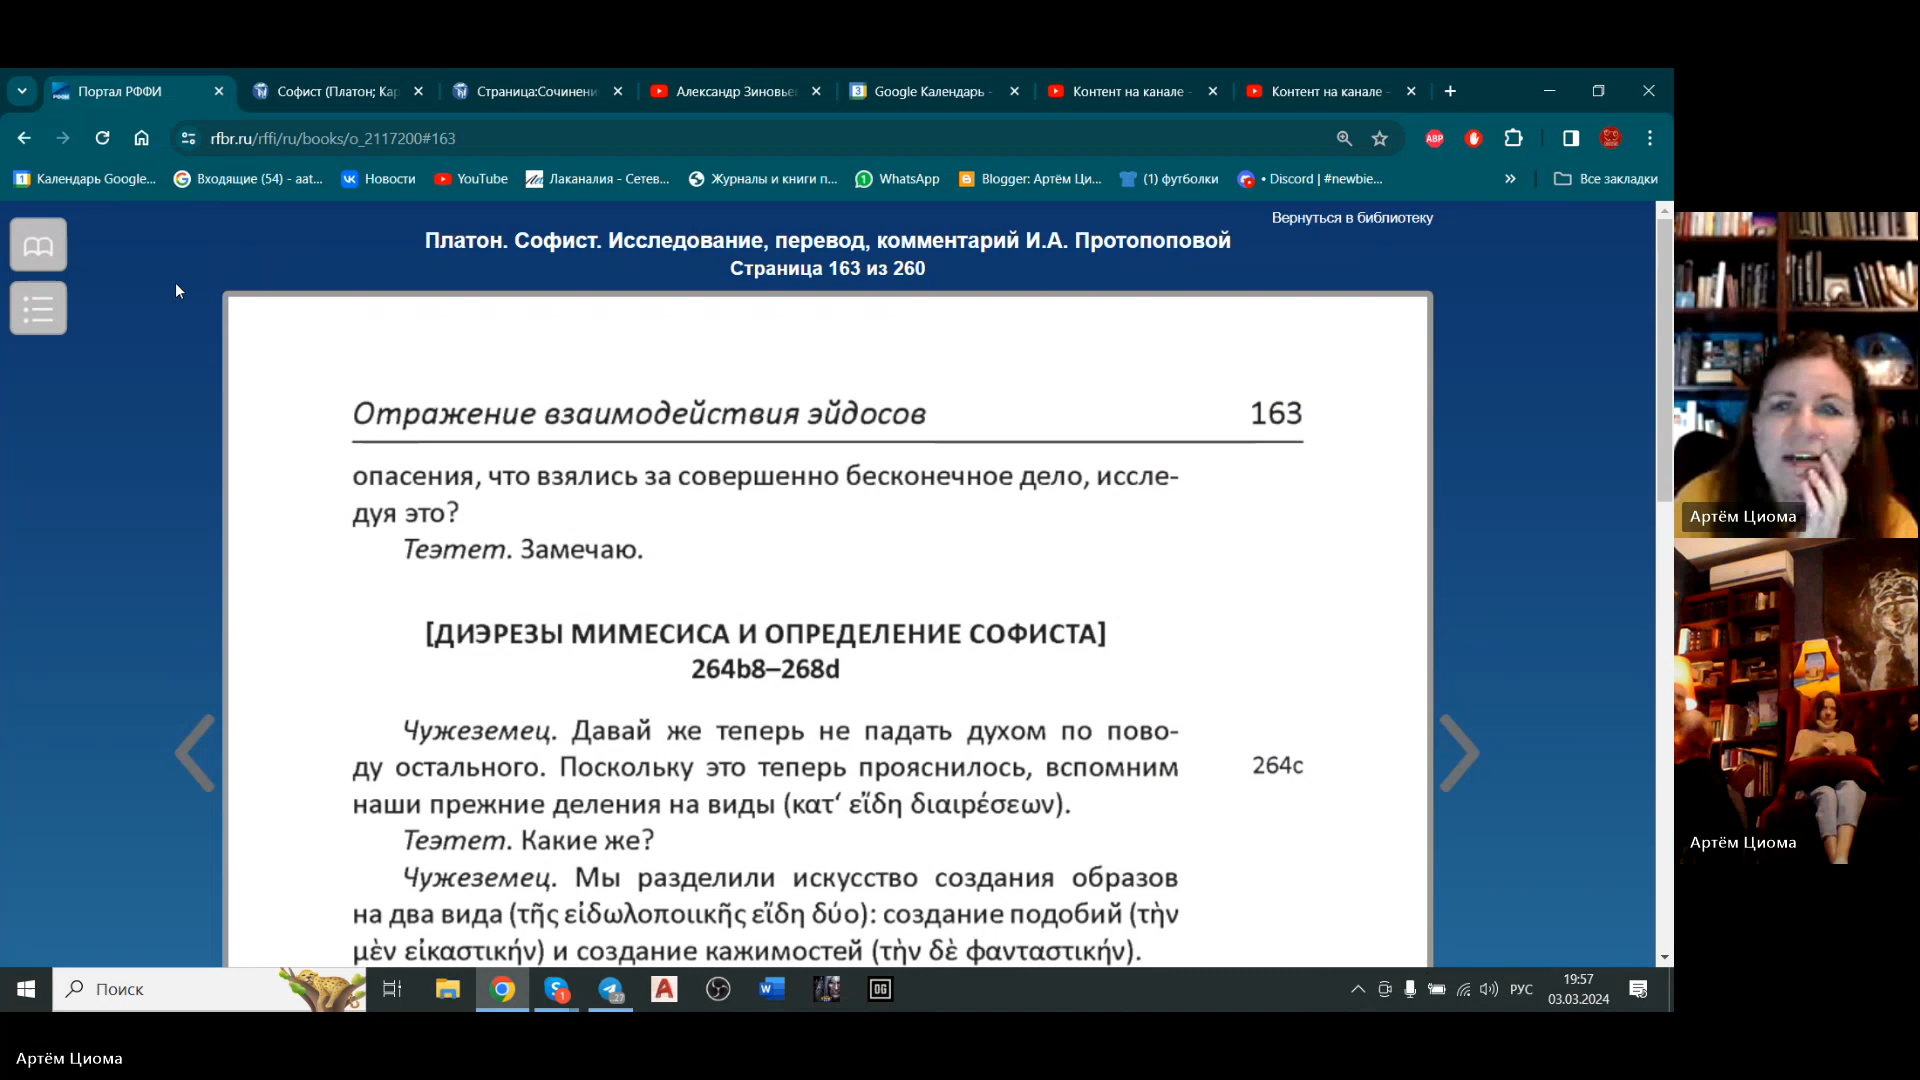 Портал РФФИ
Софист (Платон; Кар
Страница:Сочинени
Александр Зиновье
Google Календарь -
Контент на канале -
Контент на канале -
rfbr.ru/rffi/ru/books/o_2117200#163
ABP
Календарь Google...
Входящие (54) - aat...
Новости
YouTube
Лаканалия - Сетев...
Журналы и книги п...
WhatsApp
Blogger: Артём Ци...
(1) футболки
• Discord | #newbie...
»
Все закладки
Вернуться в библиотеку
Платон. Софист. Исследование, перевод, комментарий И.А. Протопоповой
Страница 163 из 260
Отражение взаимодействия эйдосов 163
опасения, что взялись за совершенно бесконечное дело, иссле-
дуя это?
Теэтет. Замечаю.
[ДИЭРЕЗЫ МИМЕСИСА И ОПРЕДЕЛЕНИЕ СОФИСТА]
264b8–268d
Чужеземец. Давай же теперь не падать духом по пово-
ду остального. Поскольку это теперь прояснилось, вспомним 264c
наши прежние деления на виды (κατ‘ εἴδη διαιρέσεων).
Теэтет. Какие же?
Чужеземец. Мы разделили искусство создания образов
на два вида (τῆς εἰδωλοποιικῆς εἴδη δύο): создание подобий (τὴν
μὲν εἰκαστικήν) и создание кажимостей (τὴν δὲ φανταστικήν).
Артём Циома
Артём Циома
Поиск
РУС
19:57
03.03.2024
Артём Циома